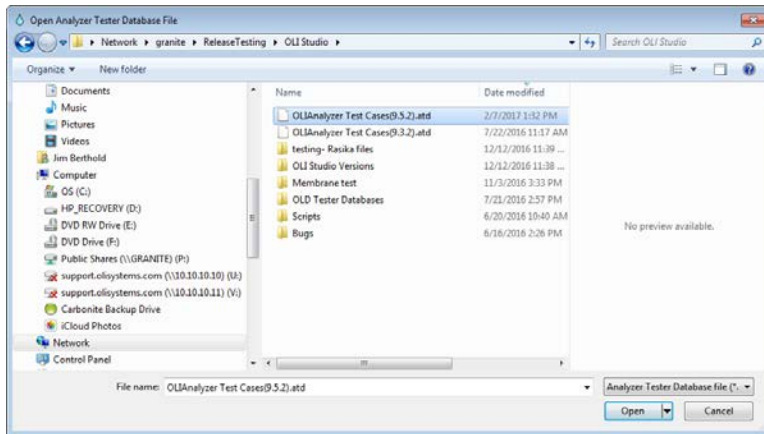 Open Analyzer Tester Database File
Network ▸ granite ▸ ReleaseTesting ▸ OLI Studio ▸
Search OLI Studio
Organize
New folder
Documents
Music
Pictures
Videos
Jim Berthold
Computer
OS (C:)
HP_RECOVERY (D:)
DVD RW Drive (E:)
DVD Drive (F:)
Public Shares (\\GRANITE) (P:)
support.olisystems.com (\\10.10.10.10) (U:)
support.olisystems.com (\\10.10.10.11) (V:)
Carbonite Backup Drive
iCloud Photos
Network
Control Panel
Name Date modified
OLIAnalyzer Test Cases(9.5.2).atd 2/7/2017 1:32 PM
OLIAnalyzer Test Cases(9.3.2).atd 7/22/2016 11:17 AM
testing- Rasika files 12/12/2016 11:39 ...
OLI Studio Versions 12/12/2016 11:38 ...
Membrane test 11/3/2016 3:33 PM
OLD Tester Databases 7/21/2016 2:57 PM
Scripts 6/20/2016 10:40 AM
Bugs 6/16/2016 2:26 PM
No preview available.
File name: OLIAnalyzer Test Cases(9.5.2).atd
Analyzer Tester Database file (*.
Open
Cancel